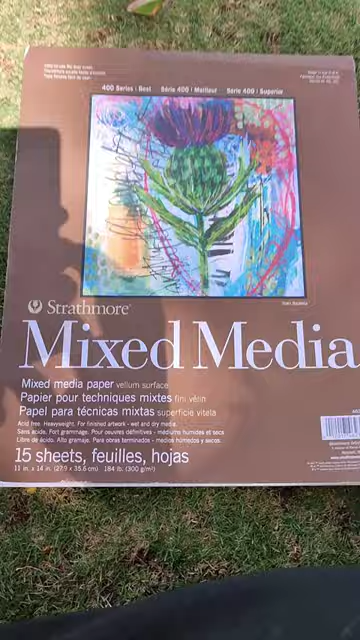 400 Series | Best    Série 400 | Meilleur    Serie 400 | Superior
Strathmore®
Mixed Media
Mixed media paper vellum surface
Papier pour techniques mixtes fini vélin
Papel para técnicas mixtas superficie vitela
Acid free. Heavyweight. For finished artwork - wet and dry media.
Sans acide. Fort grammage. Pour oeuvres définitives - médiums humides et secs
Libre de ácido. Alto gramaje. Para obras terminados - medios húmedos y secos.
15 sheets, feuilles, hojas
11 in. x 14 in. (27.9 x 35.6 cm)    184 lb. (300 g/m²)